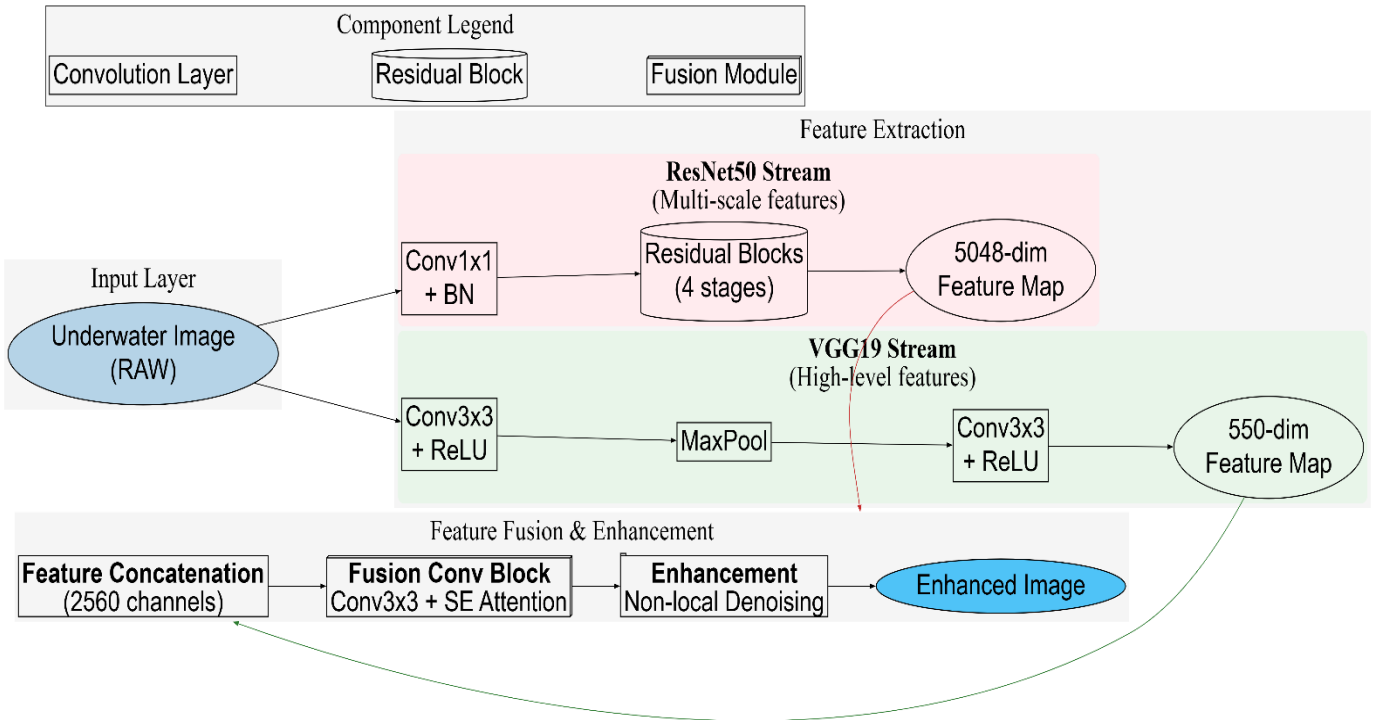 Component Legend
Convolution Layer
Residual Block
Fusion Module
Feature Extraction
ResNet50 Stream
(Multi-scale features)
Conv1x1
+ BN
Residual Blocks
(4 stages)
5048-dim
Feature Map
Input Layer
Underwater Image
(RAW)
VGG19 Stream
(High-level features)
Conv3x3
+ ReLU
MaxPool
Conv3x3
+ ReLU
550-dim
Feature Map
Feature Fusion & Enhancement
Feature Concatenation
(2560 channels)
Fusion Conv Block
Conv3x3 + SE Attention
Enhancement
Non-local Denoising
Enhanced Image